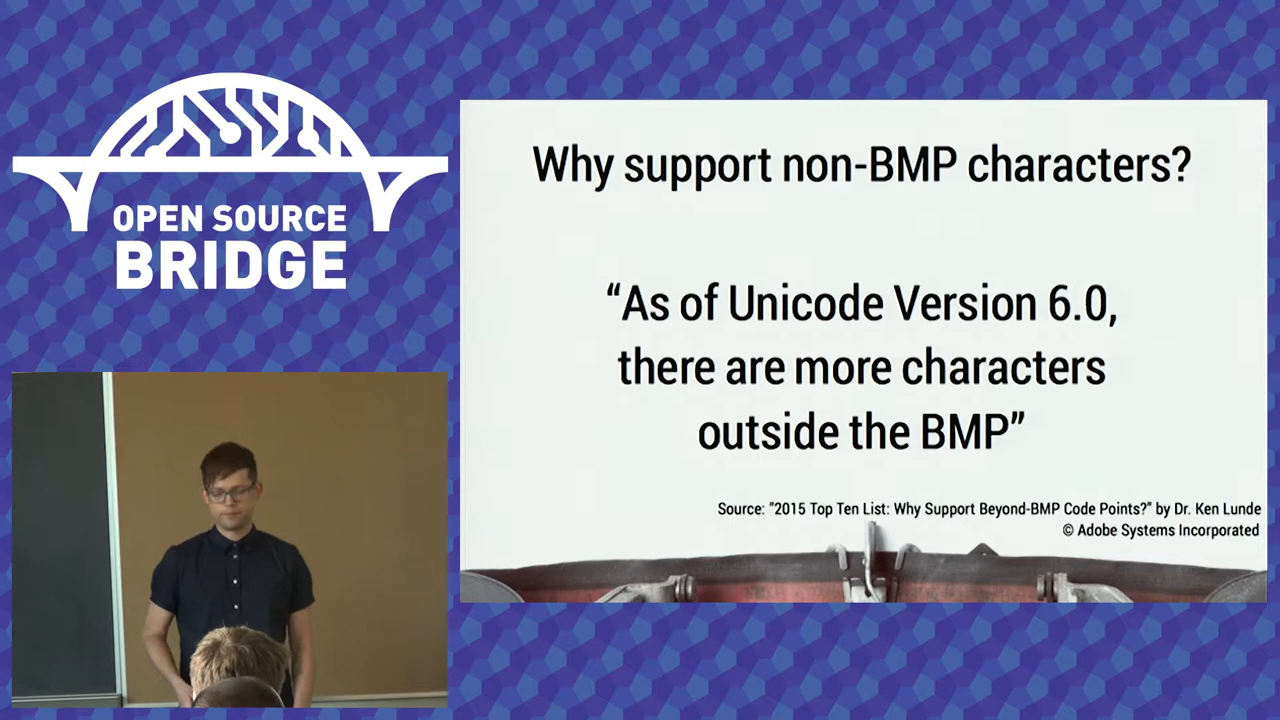 OPEN SOURCE
BRIDGE
Why support non-BMP characters?
“As of Unicode Version 6.0,
there are more characters
outside the BMP”
Source: "2015 Top Ten List: Why Support Beyond-BMP Code Points?" by Dr. Ken Lunde
© Adobe Systems Incorporated